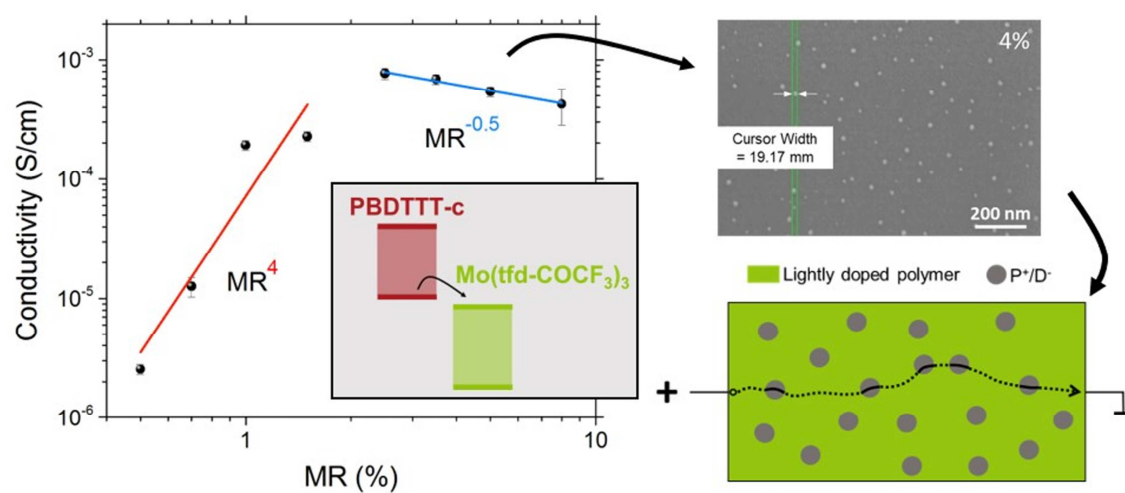 Conductivity (S/cm)
10⁻³
10⁻⁴
10⁻⁵
10⁻⁶
1
10
MR (%)
MR⁴
MR⁻⁰·⁵
PBDTTT-c
Mo(tfd-COCF₃)₃
4%
Cursor Width
= 19.17 mm
200 nm
Lightly doped polymer
P⁺/D⁻
+